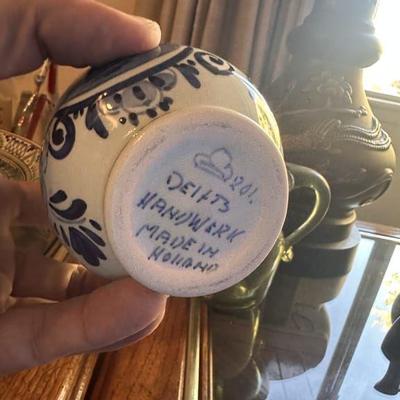 201.
Delfts
HANDWERK
MADE IN
HOLLAND